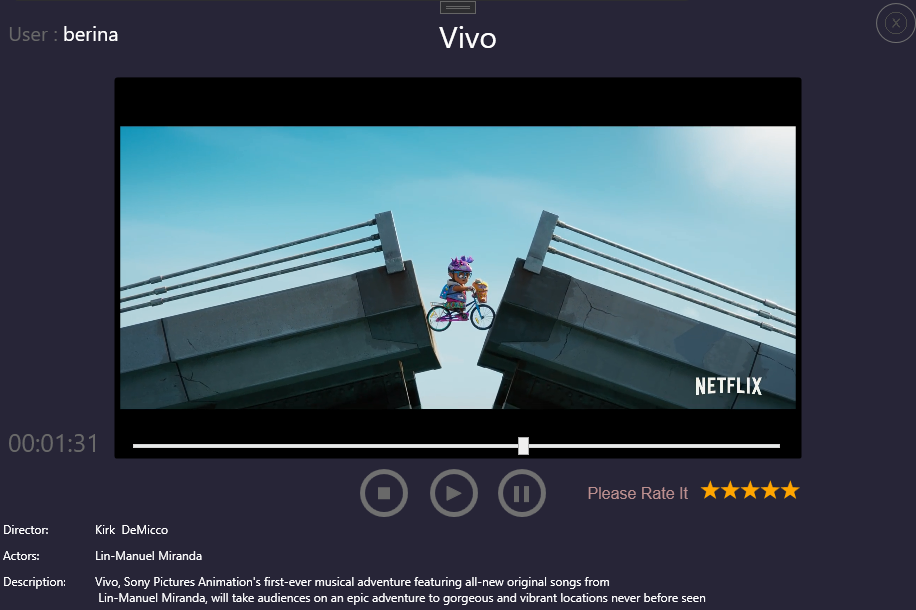 User : berina
Vivo
X
NETFLIX
00:01:31
Please Rate It
Director: Kirk DeMicco
Actors: Lin-Manuel Miranda
Description: Vivo, Sony Pictures Animation's first-ever musical adventure featuring all-new original songs from
Lin-Manuel Miranda, will take audiences on an epic adventure to gorgeous and vibrant locations never before seen